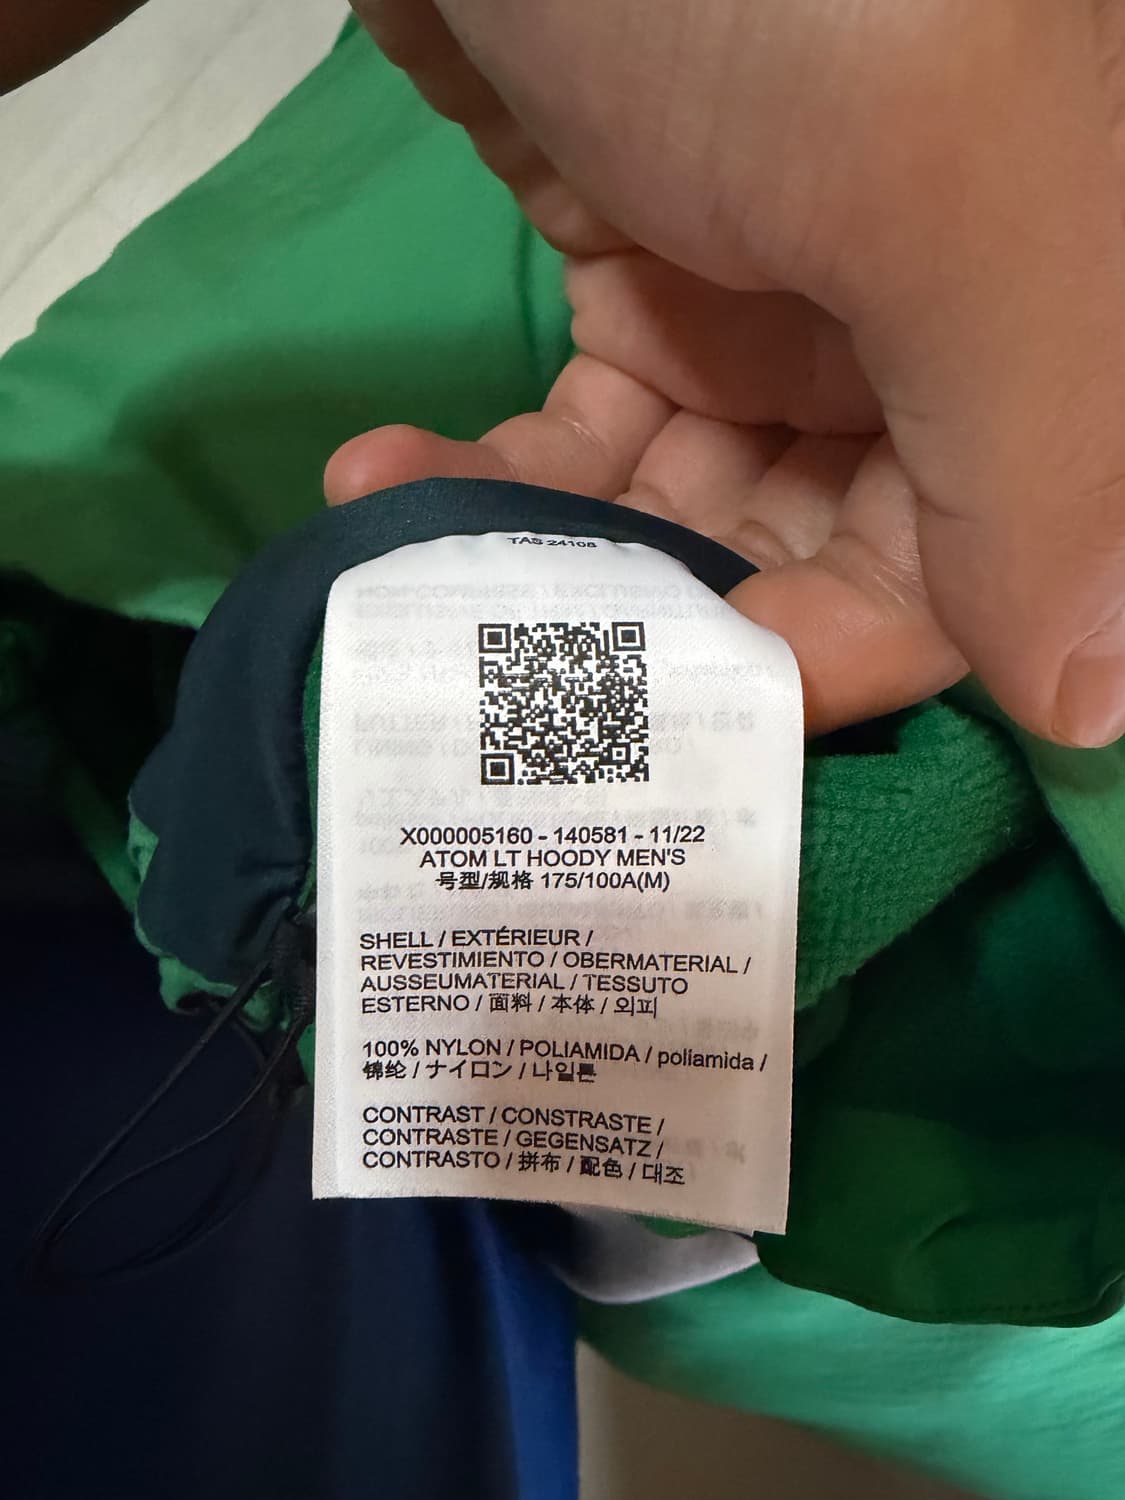 TAS 24108
X000005160 - 140581 - 11/22
ATOM LT HOODY MEN'S
号型/规格 175/100A(M)
SHELL / EXTÉRIEUR /
REVESTIMIENTO / OBERMATERIAL /
AUSSEUMATERIAL / TESSUTO
ESTERNO / 面料 / 本体 / 외피
100% NYLON / POLIAMIDA / poliamida /
锦纶 / ナイロン / 나일론
CONTRAST / CONSTRASTE /
CONTRASTE / GEGENSATZ /
CONTRASTO / 拼布 / 配色 / 대조